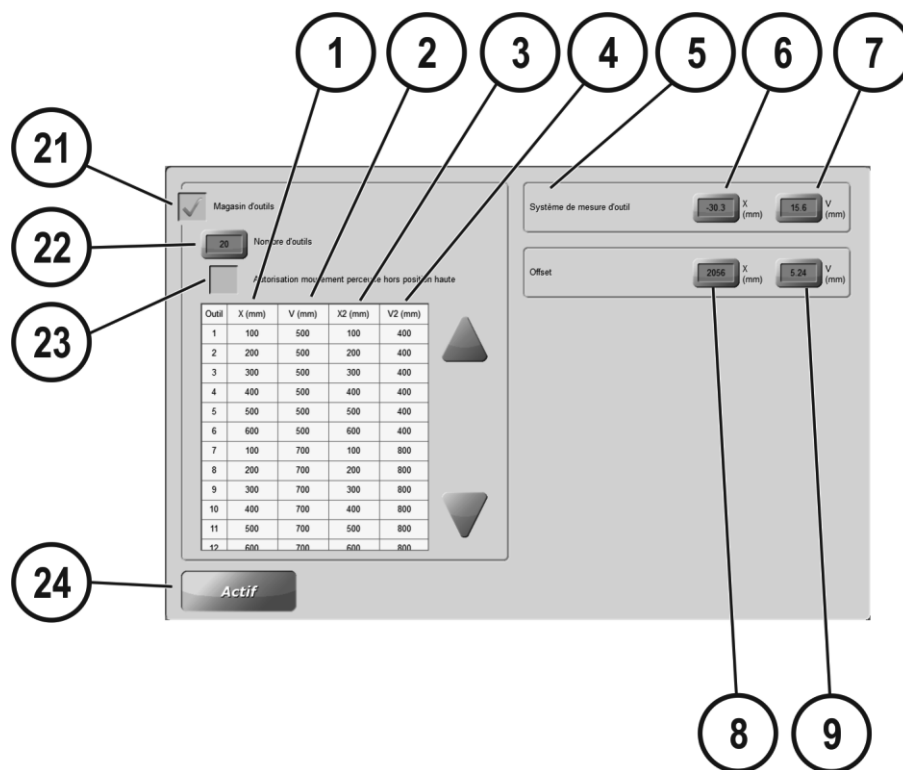 1 2 3 4 5 6 7
21
Magasin d'outils
22
20 Nombre d'outils
Autorisation mouvement perceuse hors position haute
23
Outil X (mm) V (mm) X2 (mm) V2 (mm)
1 100 500 100 400
2 200 500 200 400
3 300 500 300 400
4 400 500 400 400
5 500 500 500 400
6 600 500 600 400
7 100 700 100 800
8 200 700 200 800
9 300 700 300 800
10 400 700 400 800
11 500 700 500 800
12 600 700 600 800
24
Actif
Système de mesure d'outil -30.3 X (mm) 15.6 V (mm)
Offset 2056 X (mm) 5.24 V (mm)
8 9